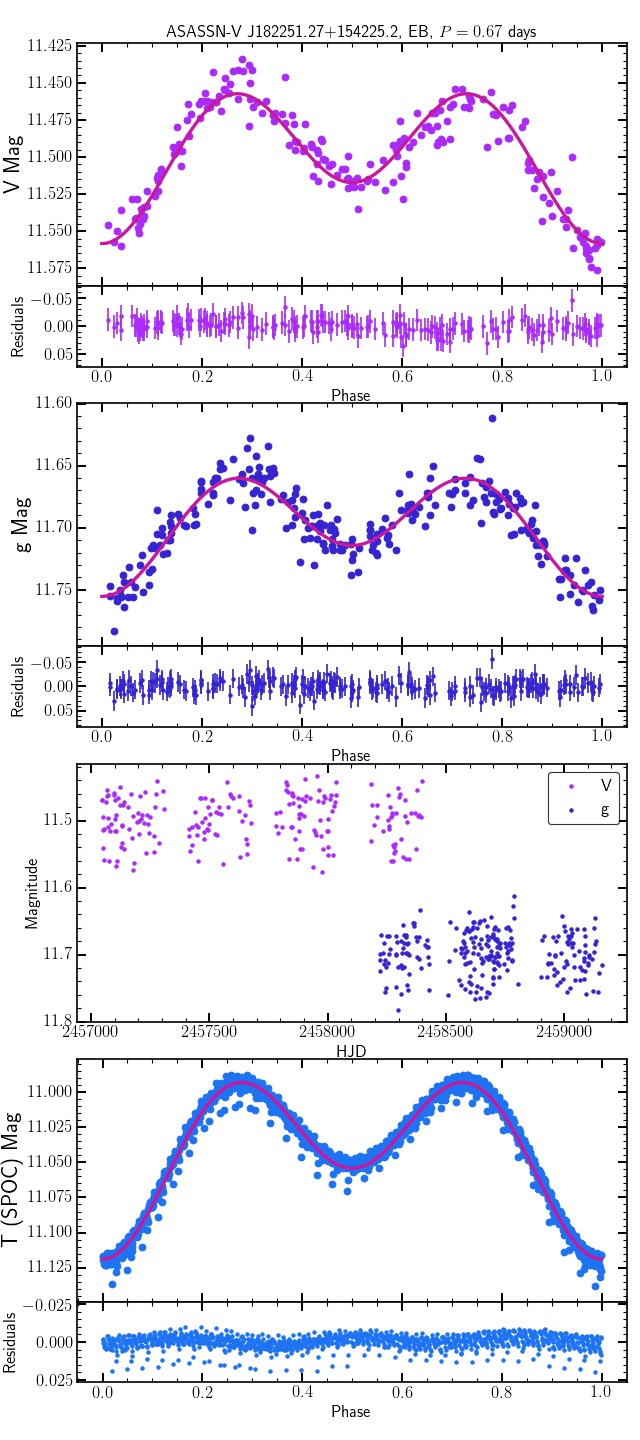 ASASSN-V J182251.27+154225.2, EB, P = 0.67 days
11.425
11.450
11.475
11.500
11.525
11.550
11.575
V Mag
−0.05
0.00
0.05
Residuals
0.0 0.2 0.4 0.6 0.8 1.0
Phase
11.60
11.65
11.70
11.75
g Mag
−0.05
0.00
0.05
Residuals
0.0 0.2 0.4 0.6 0.8 1.0
Phase
V
g
11.5
11.6
11.7
11.8
Magnitude
2457000 2457500 2458000 2458500 2459000
HJD
11.000
11.025
11.050
11.075
11.100
11.125
T (SPOC) Mag
−0.025
0.000
0.025
Residuals
0.0 0.2 0.4 0.6 0.8 1.0
Phase